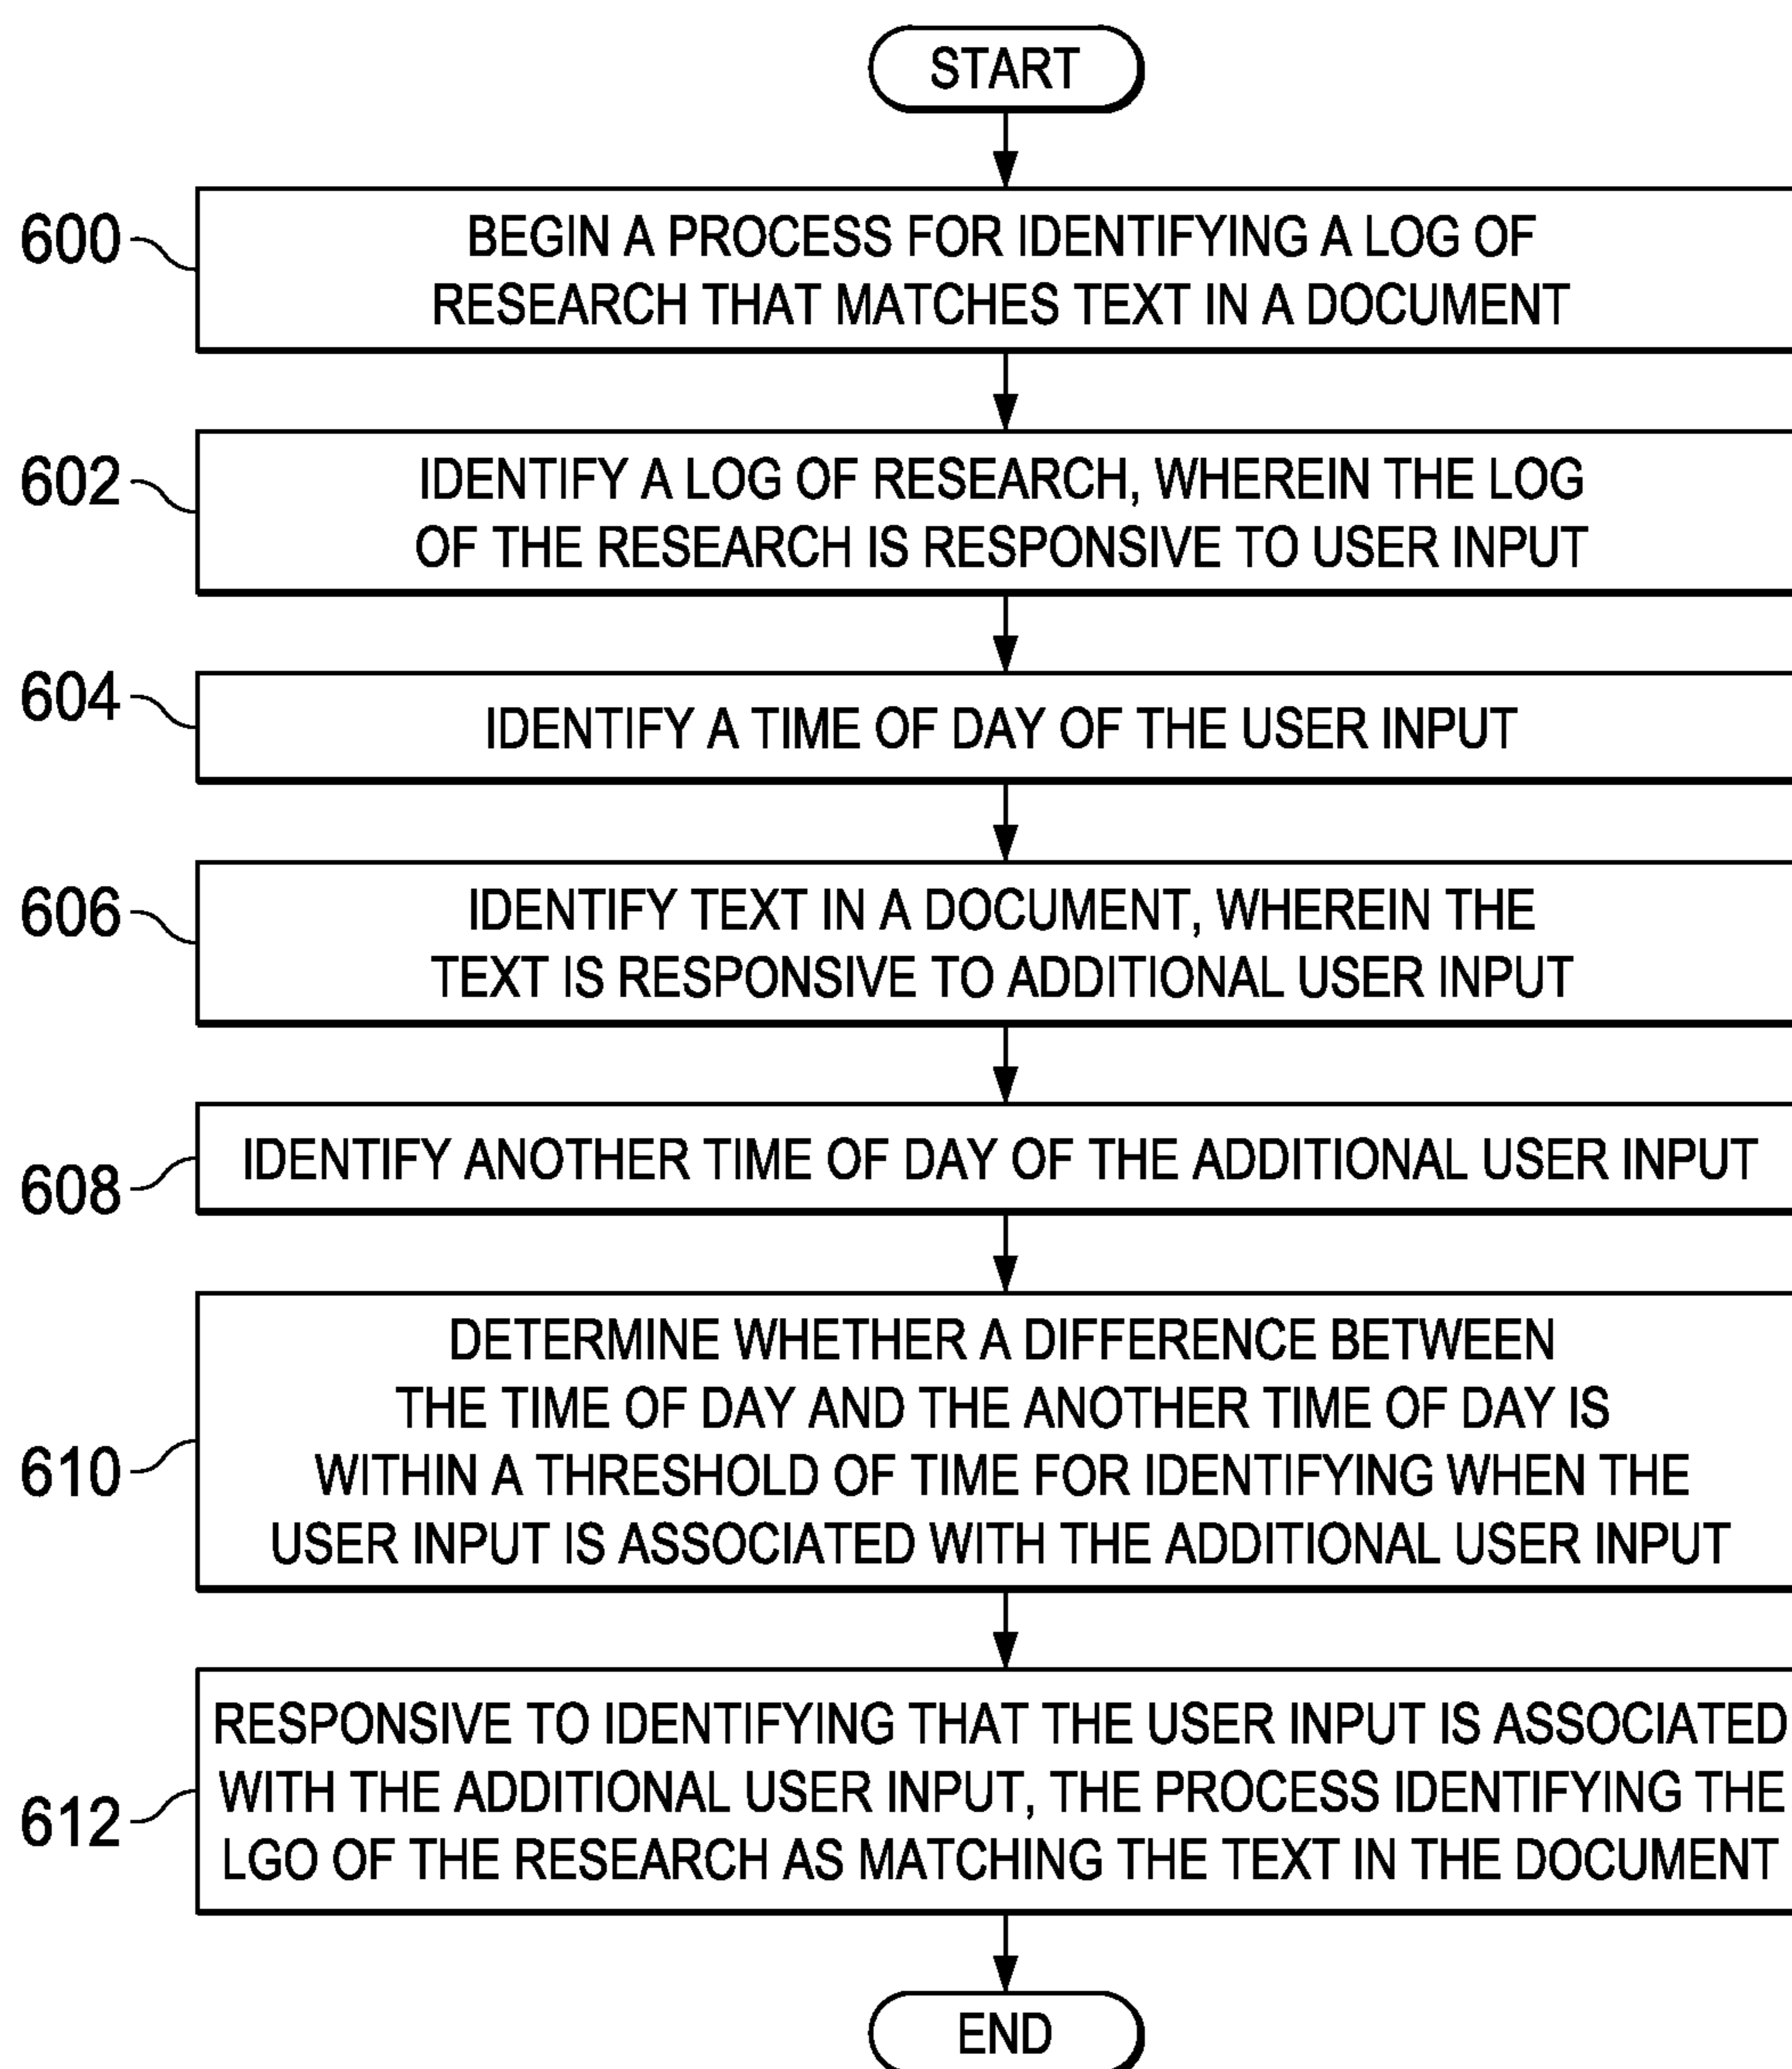 START
600
BEGIN A PROCESS FOR IDENTIFYING A LOG OF
RESEARCH THAT MATCHES TEXT IN A DOCUMENT
602
IDENTIFY A LOG OF RESEARCH, WHEREIN THE LOG
OF THE RESEARCH IS RESPONSIVE TO USER INPUT
604
IDENTIFY A TIME OF DAY OF THE USER INPUT
606
IDENTIFY TEXT IN A DOCUMENT, WHEREIN THE
TEXT IS RESPONSIVE TO ADDITIONAL USER INPUT
608
IDENTIFY ANOTHER TIME OF DAY OF THE ADDITIONAL USER INPUT
610
DETERMINE WHETHER A DIFFERENCE BETWEEN
THE TIME OF DAY AND THE ANOTHER TIME OF DAY IS
WITHIN A THRESHOLD OF TIME FOR IDENTIFYING WHEN THE
USER INPUT IS ASSOCIATED WITH THE ADDITIONAL USER INPUT
612
RESPONSIVE TO IDENTIFYING THAT THE USER INPUT IS ASSOCIATED
WITH THE ADDITIONAL USER INPUT, THE PROCESS IDENTIFYING THE
LGO OF THE RESEARCH AS MATCHING THE TEXT IN THE DOCUMENT
END